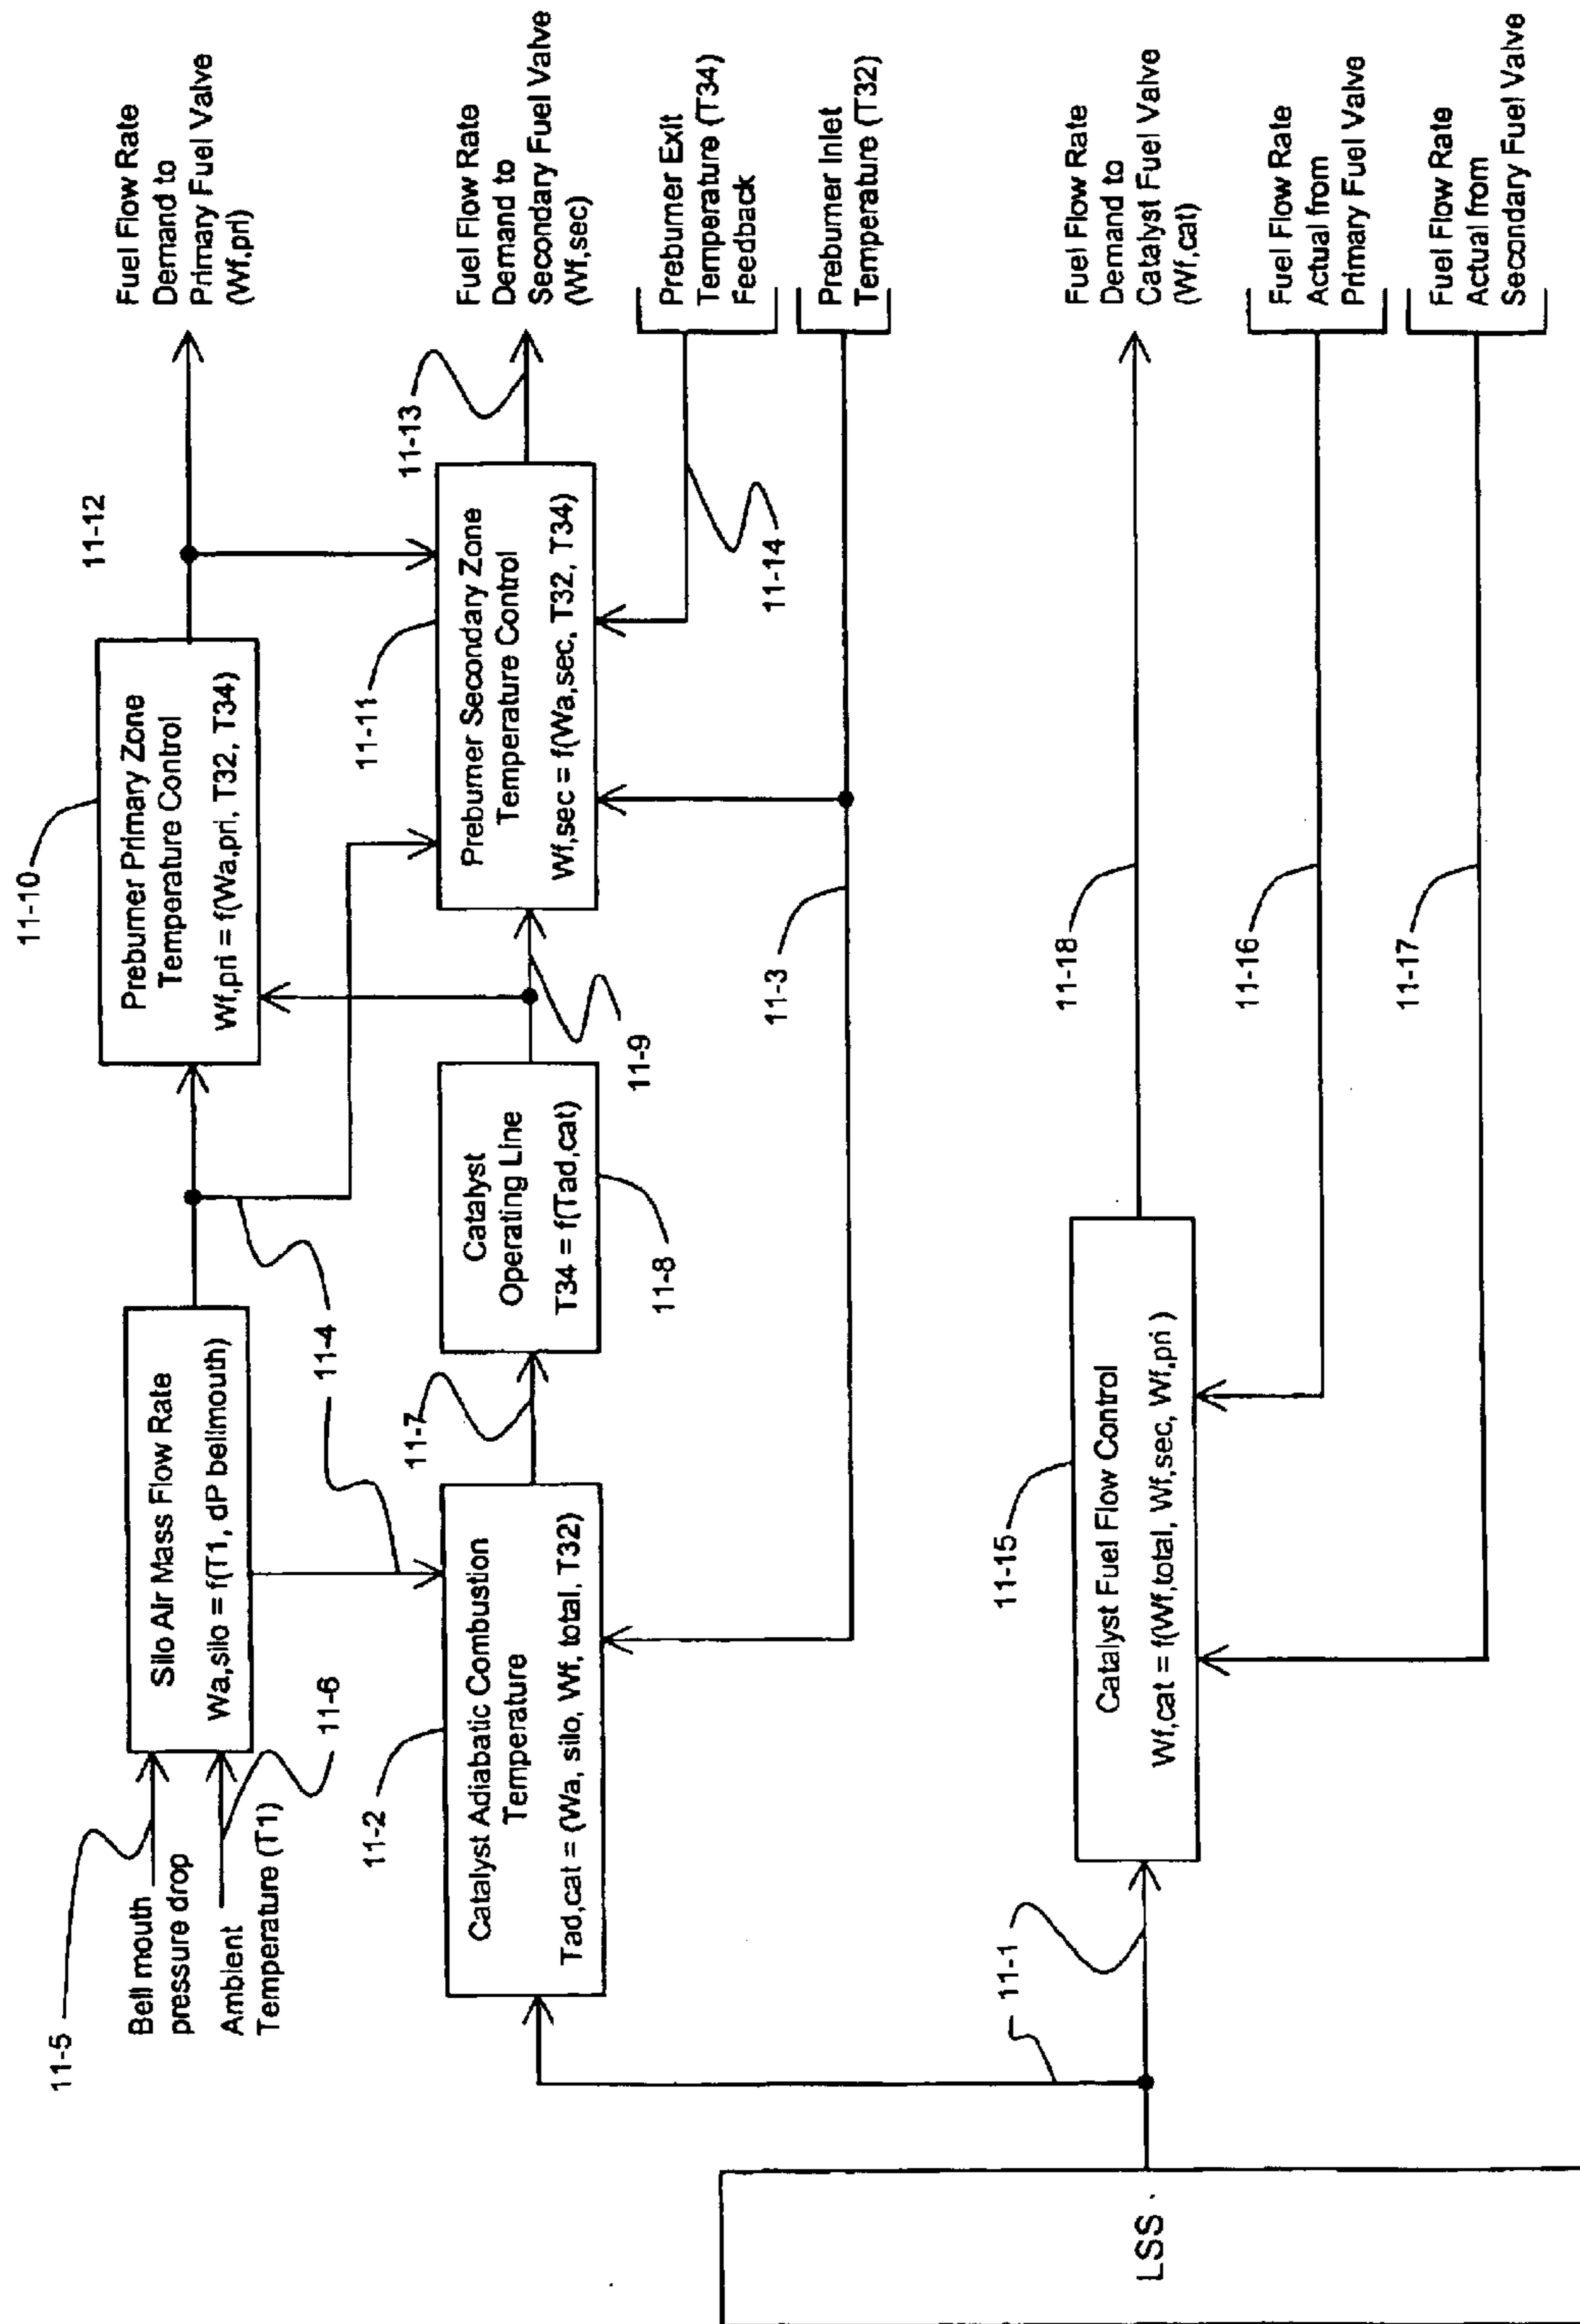 11-5
Bell mouth
pressure drop
Ambient
Temperature (T1)
11-6
Silo Air Mass Flow Rate
Wa,silo = f(T1, dP bellmouth)
11-4
11-10
Preburner Primary Zone
Temperature Control
Wf,pri = f(Wa,pri, T32, T34)
11-12
Fuel Flow Rate
Demand to
Primary Fuel Valve
(Wf,pri)
11-2
Catalyst Adiabatic Combustion
Temperature
Tad,cat = (Wa, silo, Wf, total, T32)
11-7
Catalyst
Operating Line
T34 = f(Tad,cat)
11-8
11-9
11-11
Preburner Secondary Zone
Temperature Control
Wf,sec = f(Wa,sec, T32, T34)
11-13
Fuel Flow Rate
Demand to
Secondary Fuel Valve
(Wf,sec)
11-14
Preburner Exit
Temperature (T34)
Feedback
11-3
Preburner Inlet
Temperature (T32)
LSS
11-1
11-15
Catalyst Fuel Flow Control
Wf,cat = f(Wf,total, Wf,sec, Wf,pri )
11-18
Fuel Flow Rate
Demand to
Catalyst Fuel Valve
(Wf,cat)
11-16
Fuel Flow Rate
Actual from
Primary Fuel Valve
11-17
Fuel Flow Rate
Actual from
Secondary Fuel Valve